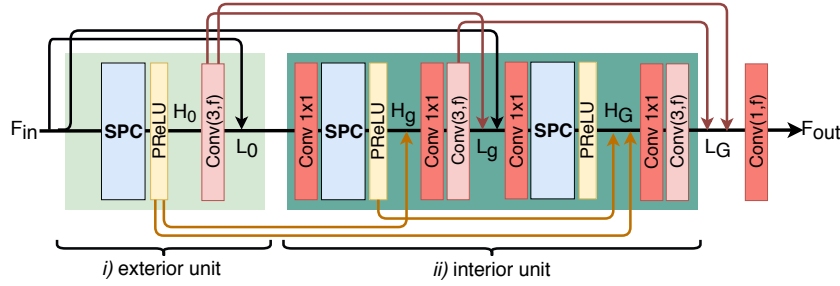 F_in
SPC
PReLU
H_0
Conv(3,f)
L_0
Conv 1x1
SPC
PReLU
H_g
Conv 1x1
Conv(3,f)
L_g
Conv 1x1
SPC
PReLU
H_G
Conv 1x1
Conv(3,f)
L_G
Conv(1,f)
F_out
i) exterior unit
ii) interior unit